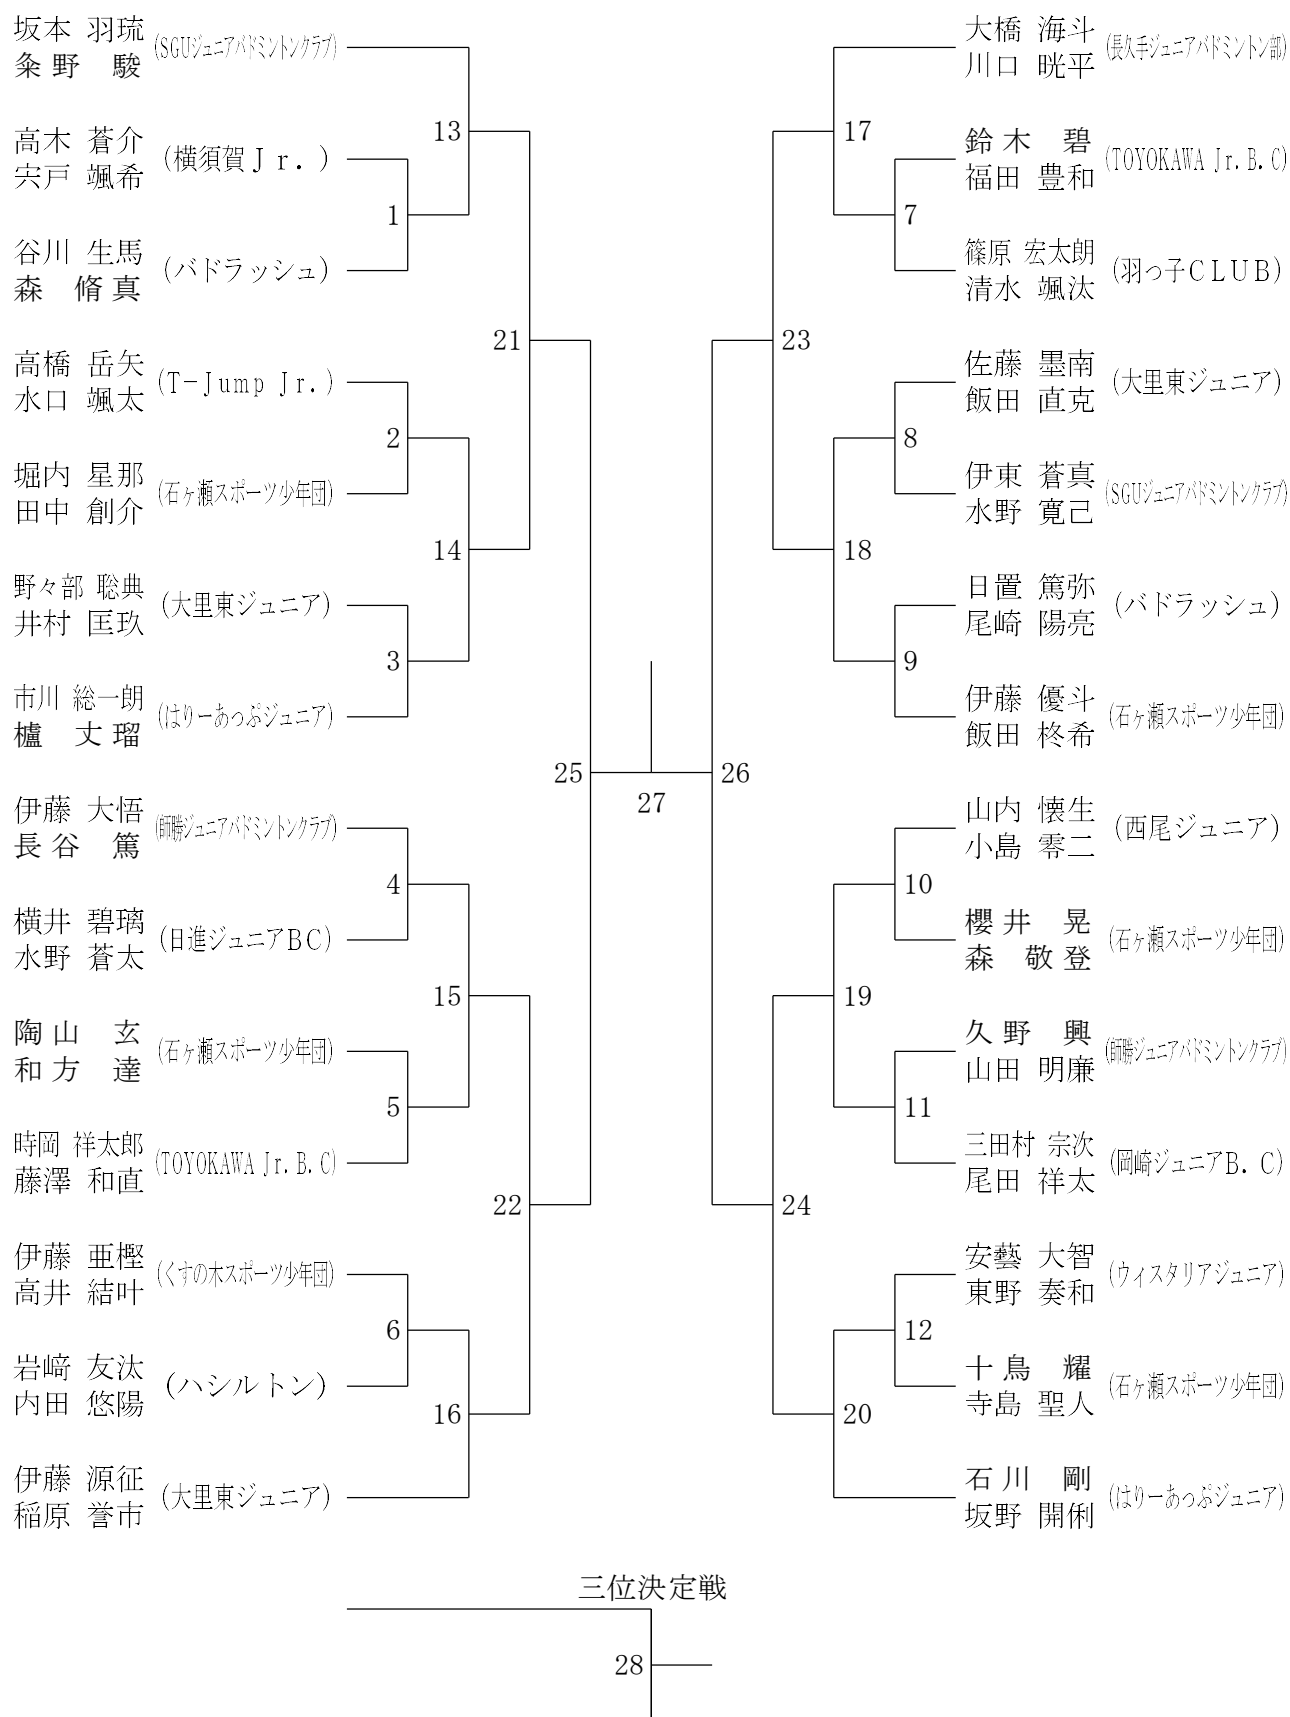 坂本 羽琉
粂野 駿
(SGUジュニアバドミントンクラブ)
高木 蒼介
宍戸 颯希
(横須賀Ｊｒ.)
谷川 生馬
森 脩真
(バドラッシュ)
高橋 岳矢
水口 颯太
(T-Jump Jr.)
堀内 星那
田中 創介
(石ヶ瀬スポーツ少年団)
野々部 聡典
井村 匡玖
(大里東ジュニア)
市川 総一朗
櫨 丈瑠
(はりーあっぷジュニア)
伊藤 大悟
長谷 篤
(師勝ジュニアバドミントンクラブ)
横井 碧璃
水野 蒼太
(日進ジュニアBC)
陶山 玄
和方 達
(石ヶ瀬スポーツ少年団)
時岡 祥太郎
藤澤 和直
(TOYOKAWA Jr.B.C)
伊藤 亜樫
高井 結叶
(くすの木スポーツ少年団)
岩﨑 友汰
内田 悠陽
(ハシルトン)
伊藤 源征
稲原 誉市
(大里東ジュニア)
1
2
3
4
5
6
13
14
15
16
21
22
25
27
26
23
24
17
18
19
20
7
8
9
10
11
12
大橋 海斗
川口 晄平
(長久手ジュニアバドミントン部)
鈴木 碧
福田 豊和
(TOYOKAWA Jr.B.C)
篠原 宏太朗
清水 颯汰
(羽っ子ＣＬＵＢ)
佐藤 墨南
飯田 直克
(大里東ジュニア)
伊東 蒼真
水野 寛己
(SGUジュニアバドミントンクラブ)
日置 篤弥
尾崎 陽亮
(バドラッシュ)
伊藤 優斗
飯田 柊希
(石ヶ瀬スポーツ少年団)
山内 懐生
小島 零二
(西尾ジュニア)
櫻井 晃
森 敬登
(石ヶ瀬スポーツ少年団)
久野 興
山田 明廉
(師勝ジュニアバドミントンクラブ)
三田村 宗次
尾田 祥太
(岡崎ジュニアB.C)
安藝 大智
東野 奏和
(ウィスタリアジュニア)
十鳥 耀
寺島 聖人
(石ヶ瀬スポーツ少年団)
石川 剛
坂野 開俐
(はりーあっぷジュニア)
三位決定戦
28